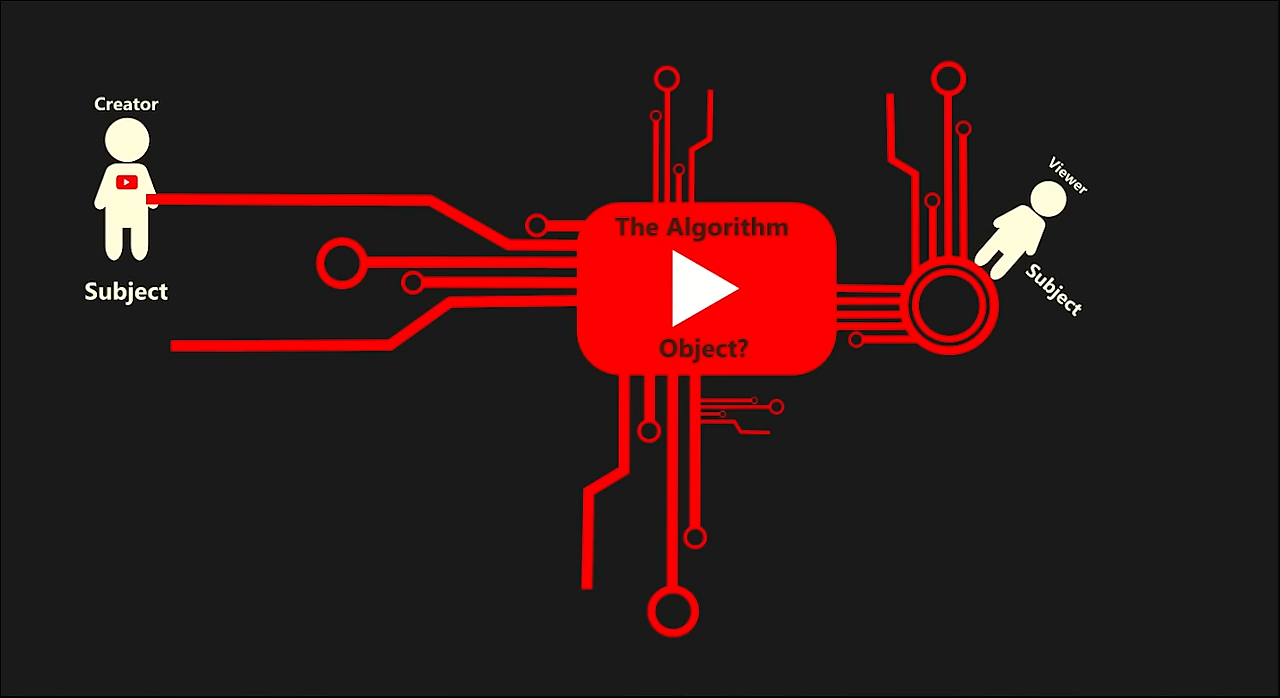 Creator
Subject
The Algorithm
Object?
Viewer
Subject